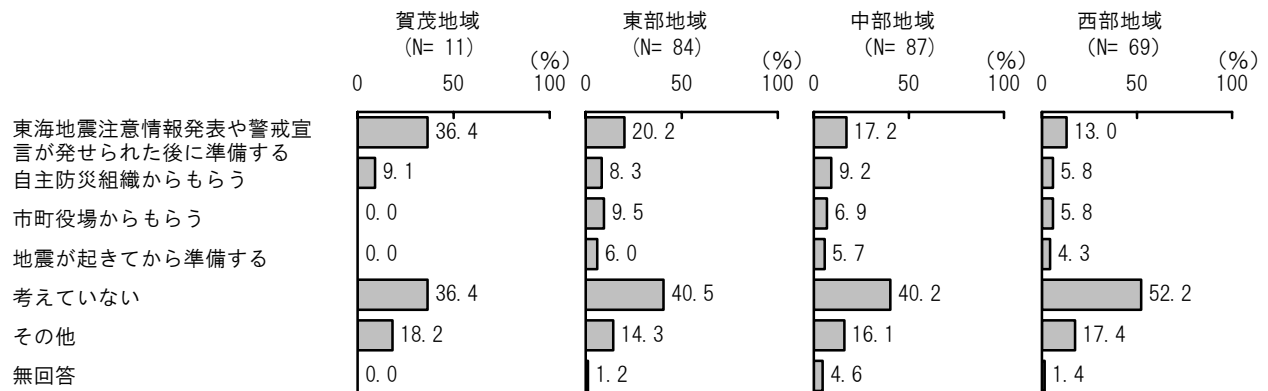 賀茂地域 東部地域 中部地域 西部地域
(N= 11) (N= 84) (N= 87) (N= 69)
(%) (%) (%) (%)
0 50 100 0 50 100 0 50 100 0 50 100
東海地震注意情報発表や警戒宣
言が発せられた後に準備する
36.4 20.2 17.2 13.0
自主防災組織からもらう 9.1 8.3 9.2 5.8
市町役場からもらう 0.0 9.5 6.9 5.8
地震が起きてから準備する 0.0 6.0 5.7 4.3
考えていない 36.4 40.5 40.2 52.2
その他 18.2 14.3 16.1 17.4
無回答 0.0 1.2 4.6 1.4